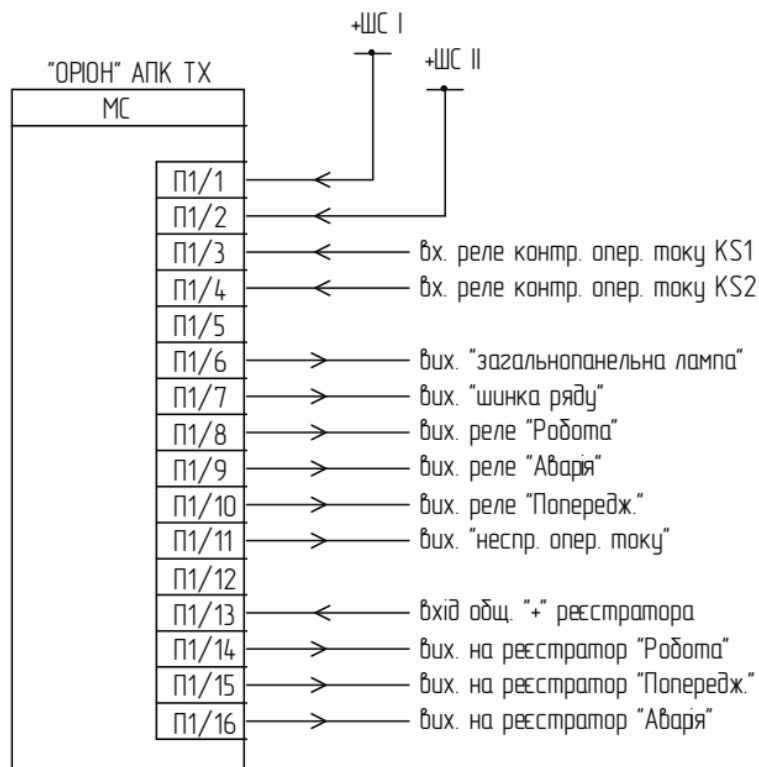 +ШС I
+ШС II
"ОРІОН" АПК ТХ
МС
П1/1
П1/2
П1/3 вх. реле контр. опер. току KS1
П1/4 вх. реле контр. опер. току KS2
П1/5
П1/6 вих. "загальнопанельна лампа"
П1/7 вих. "шинка ряду"
П1/8 вих. реле "Робота"
П1/9 вих. реле "Аварія"
П1/10 вих. реле "Попередж."
П1/11 вих. "неспр. опер. току"
П1/12
П1/13 вхід общ. "+" реєстратора
П1/14 вих. на реєстратор "Робота"
П1/15 вих. на реєстратор "Попередж."
П1/16 вих. на реєстратор "Аварія"